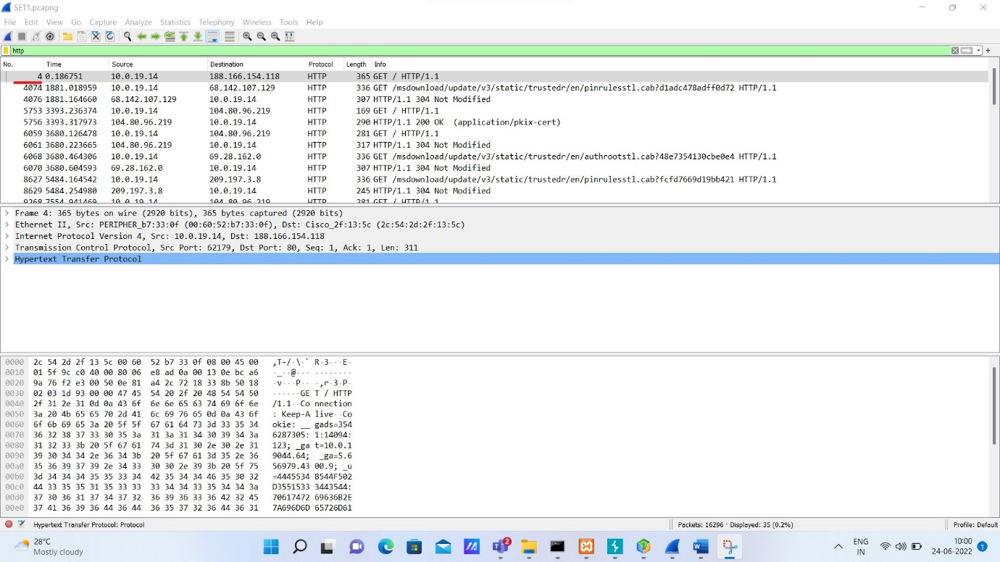 SET1.pcapng
File Edit View Go Capture Analyze Statistics Telephony Wireless Tools Help
http
No. Time Source Destination Protocol Length Info
4 0.186751 10.0.19.14 188.166.154.118 HTTP 365 GET / HTTP/1.1
4074 1881.018959 10.0.19.14 68.142.107.129 HTTP 336 GET /msdownload/update/v3/static/trustedr/en/pinrulesstl.cab?d1adc478adff0d72 HTTP/1.1
4076 1881.164660 68.142.107.129 10.0.19.14 HTTP 307 HTTP/1.1 304 Not Modified
5753 3393.236374 10.0.19.14 104.80.96.219 HTTP 169 GET / HTTP/1.1
5756 3393.317973 104.80.96.219 10.0.19.14 HTTP 290 HTTP/1.1 200 OK (application/pkix-cert)
6059 3680.126478 10.0.19.14 104.80.96.219 HTTP 281 GET / HTTP/1.1
6061 3680.223665 104.80.96.219 10.0.19.14 HTTP 317 HTTP/1.1 304 Not Modified
6068 3680.464306 10.0.19.14 69.28.162.0 HTTP 336 GET /msdownload/update/v3/static/trustedr/en/authrootstl.cab?48e7354130cbe0e4 HTTP/1.1
6070 3680.604593 69.28.162.0 10.0.19.14 HTTP 307 HTTP/1.1 304 Not Modified
8627 5484.164542 10.0.19.14 209.197.3.8 HTTP 336 GET /msdownload/update/v3/static/trustedr/en/pinrulesstl.cab?fcfd7669d19bb421 HTTP/1.1
8629 5484.254980 209.197.3.8 10.0.19.14 HTTP 245 HTTP/1.1 304 Not Modified
9268 7554.941469 10.0.19.14 104.80.96.219 HTTP 281 GET / HTTP/1.1
> Frame 4: 365 bytes on wire (2920 bits), 365 bytes captured (2920 bits)
> Ethernet II, Src: PERIPHER_b7:33:0f (00:60:52:b7:33:0f), Dst: Cisco_2f:13:5c (2c:54:2d:2f:13:5c)
> Internet Protocol Version 4, Src: 10.0.19.14, Dst: 188.166.154.118
> Transmission Control Protocol, Src Port: 62179, Dst Port: 80, Seq: 1, Ack: 1, Len: 311
> Hypertext Transfer Protocol
0000 2c 54 2d 2f 13 5c 00 60 52 b7 33 0f 08 00 45 00 ,T-/·\·` R·3···E·
0010 01 5f 9c c0 40 00 80 06 e8 ad 0a 00 13 0e bc a6 ·_··@··· ········
0020 9a 76 f2 e3 00 50 0e 81 a4 2c 72 18 33 8b 50 18 ·v···P·· ·,r·3·P·
0030 02 03 1d 93 00 00 47 45 54 20 2f 20 48 54 54 50 ······GE T / HTTP
0040 2f 31 2e 31 0d 0a 43 6f 6e 6e 65 63 74 69 6f 6e /1.1··Co nnection
0050 3a 20 4b 65 65 70 2d 41 6c 69 76 65 0d 0a 43 6f : Keep-A live··Co
0060 6f 6b 69 65 3a 20 5f 5f 67 61 64 73 3d 33 35 34 okie: __ gads=354
0070 36 32 38 37 33 30 35 3a 31 3a 31 34 30 39 34 3a 6287305: 1:14094:
0080 31 32 33 3b 20 5f 67 61 74 3d 31 30 2e 30 2e 31 123; _ga t=10.0.1
0090 39 30 34 34 2e 36 34 3b 20 5f 67 61 3d 35 2e 36 9044.64; _ga=5.6
00a0 35 36 39 37 39 2e 34 33 30 30 2e 39 3b 20 5f 75 56979.43 00.9; _u
00b0 3d 34 34 34 35 35 33 34 42 35 34 34 46 35 30 32 =4445534 B544F502
00c0 44 33 35 35 31 35 33 33 33 34 34 33 35 34 34 3a D3551533 3443544:
00d0 37 30 36 31 37 34 37 32 36 39 36 33 36 42 32 45 70617472 69636B2E
00e0 37 41 36 39 36 44 36 44 36 35 37 32 36 44 36 31 7A696D6D 65726D61
Hypertext Transfer Protocol: Protocol
Packets: 16296 · Displayed: 35 (0.2%)
Profile: Default
28°C
Mostly cloudy
2
ENG
IN
10:00
24-06-2022
1